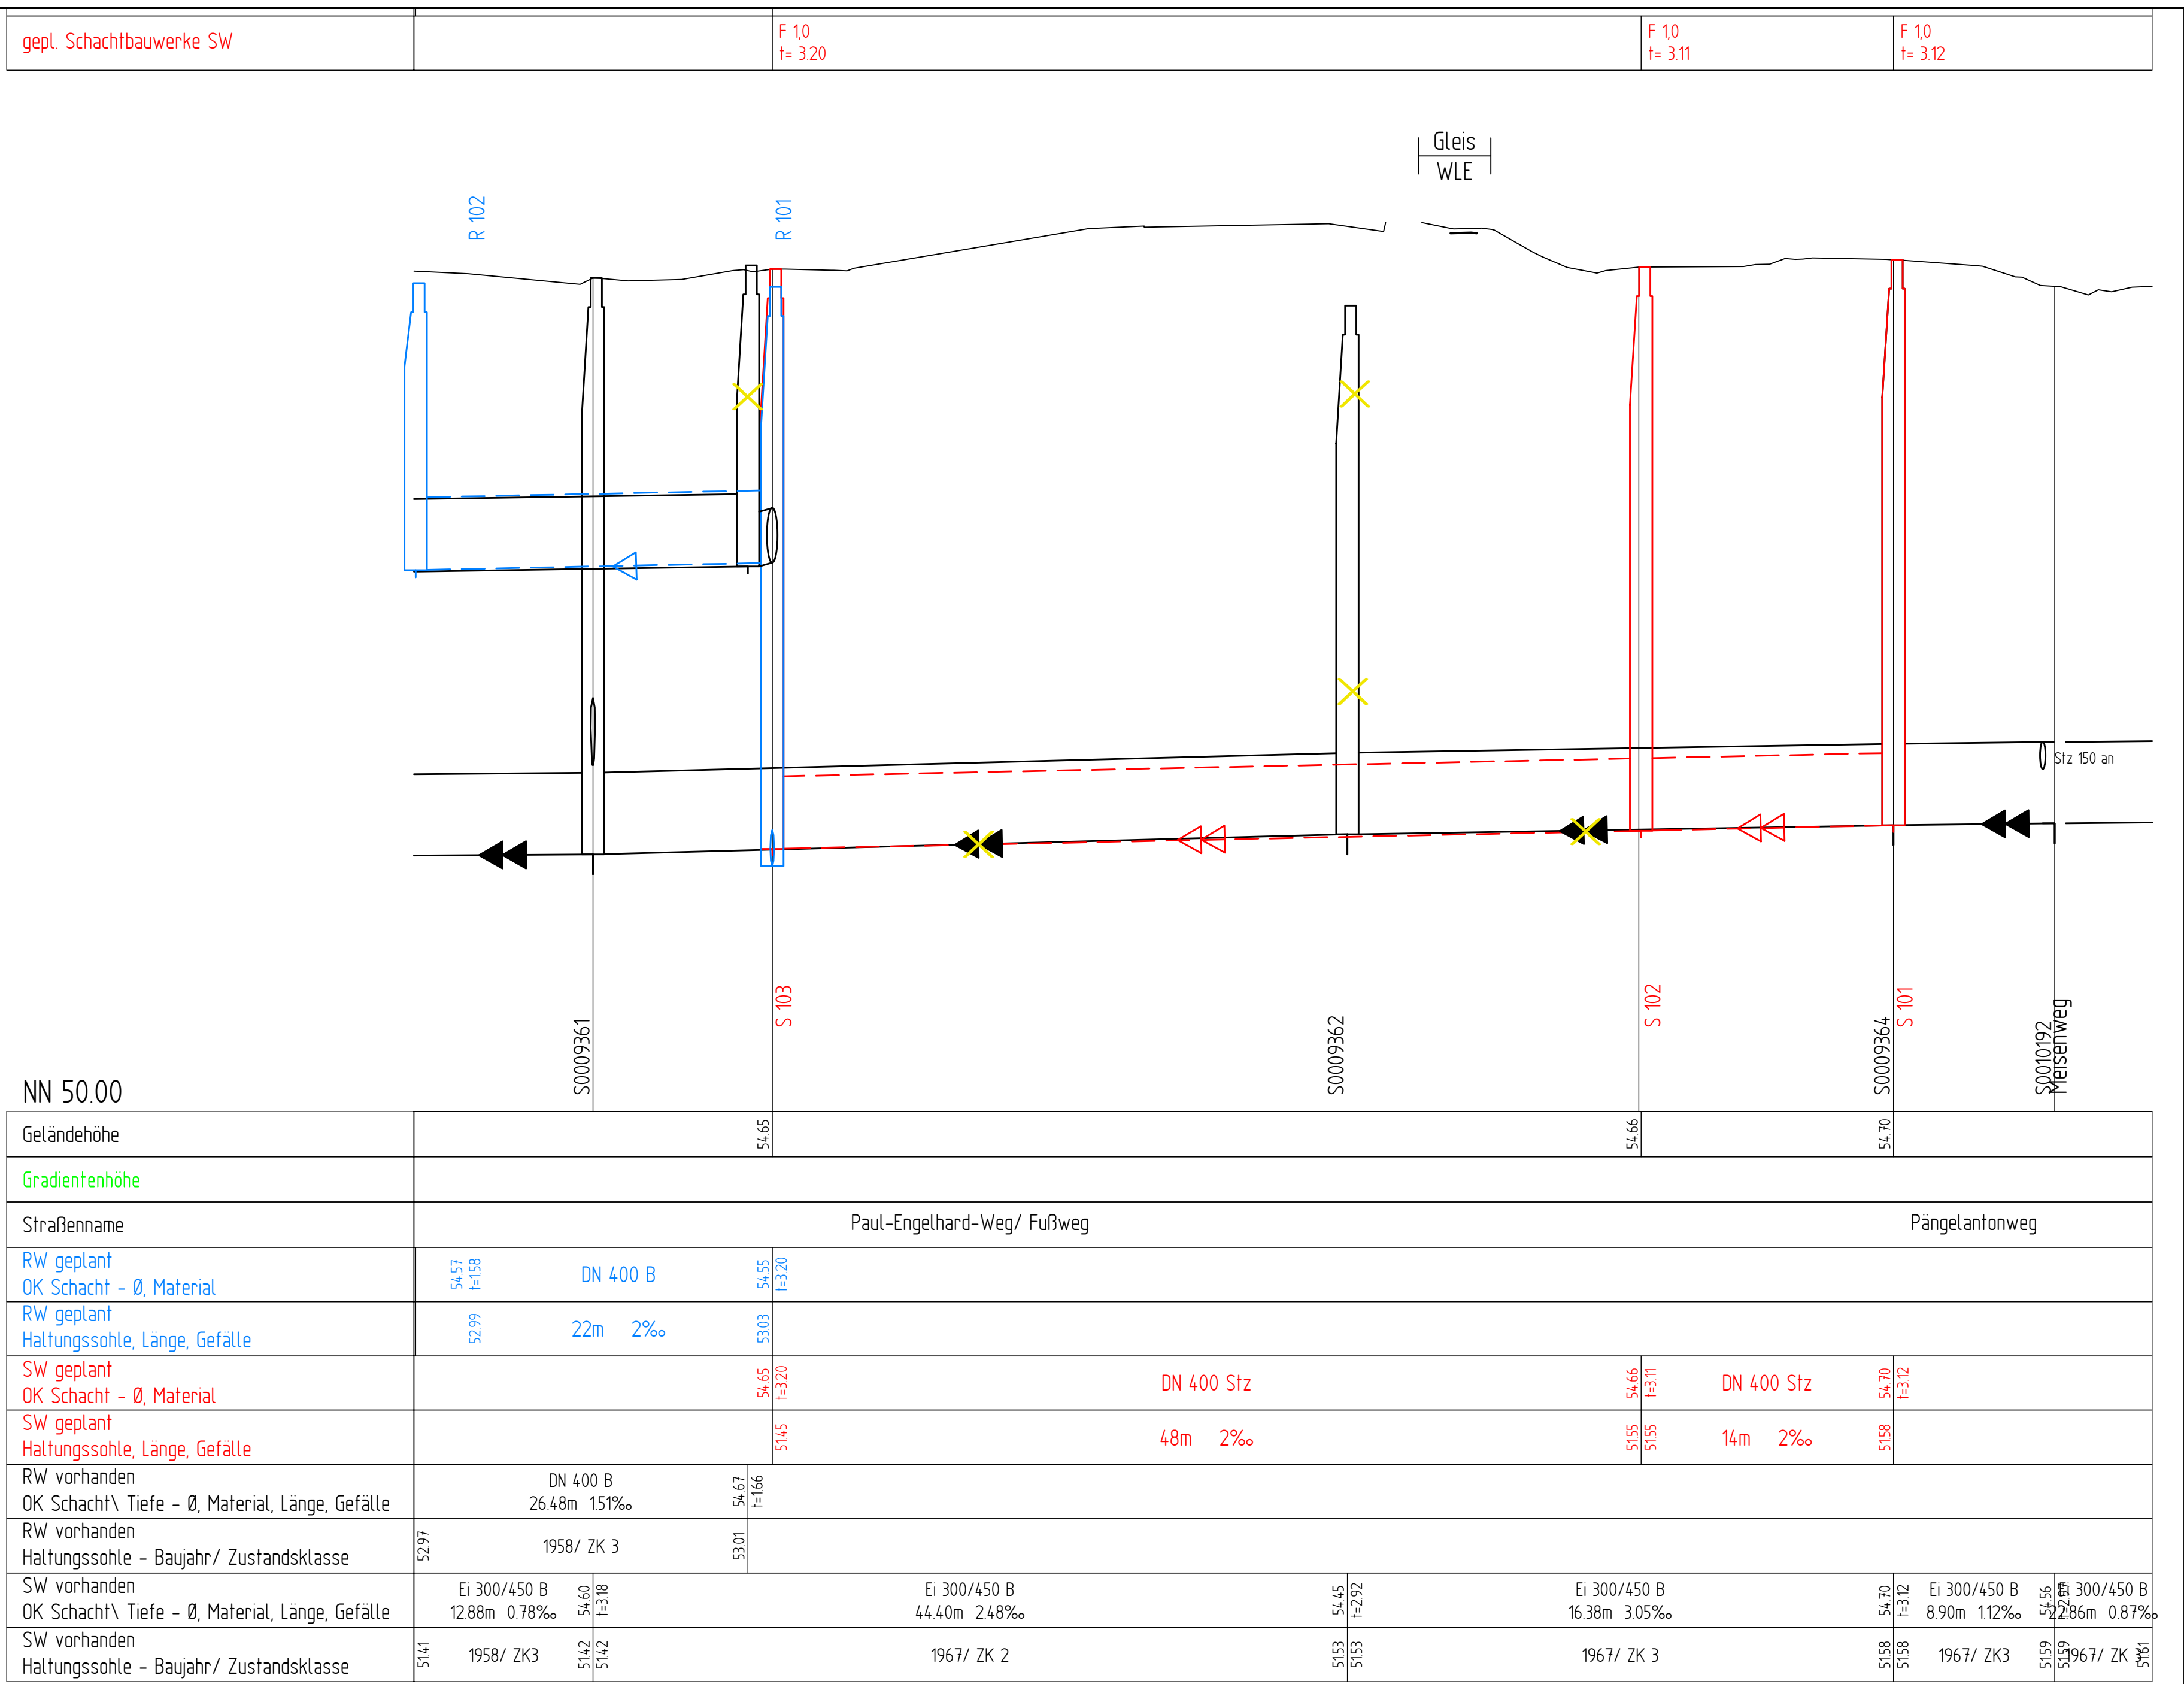 gepl. Schachtbauwerke SW
F 1,0
t= 3.20
F 1,0
t= 3.11
F 1,0
t= 3.12
Gleis
WLE
R 102
R 101
Stz 150 an
S0009361
S 103
S0009362
S 102
S0009364
S 101
S0010192
Meisenweg
NN 50.00
Geländehöhe
54.65
54.66
54.70
Gradientenhöhe
Straßenname
Paul-Engelhard-Weg/ Fußweg
Pängelantonweg
RW geplant
OK Schacht - Ø, Material
54.57
t=1.58
DN 400 B
54.55
t=3.20
RW geplant
Haltungssohle, Länge, Gefälle
52.99
22m 2‰
53.03
SW geplant
OK Schacht - Ø, Material
54.65
t=3.20
DN 400 Stz
54.66
t=3.11
DN 400 Stz
54.70
t=3.12
SW geplant
Haltungssohle, Länge, Gefälle
51.45
48m 2‰
51.55
51.55
14m 2‰
51.58
RW vorhanden
OK Schacht\ Tiefe - Ø, Material, Länge, Gefälle
DN 400 B
26.48m 1.51‰
54.67
t=1.66
RW vorhanden
Haltungssohle - Baujahr/ Zustandsklasse
52.97
1958/ ZK 3
53.01
SW vorhanden
OK Schacht\ Tiefe - Ø, Material, Länge, Gefälle
Ei 300/450 B
12.88m 0.78‰
54.60
t=3.18
Ei 300/450 B
44.40m 2.48‰
54.45
t=2.92
Ei 300/450 B
16.38m 3.05‰
54.70
t=3.12
Ei 300/450 B
8.90m 1.12‰
54.56
Ei 300/450 B
22.86m 0.87‰
SW vorhanden
Haltungssohle - Baujahr/ Zustandsklasse
51.41
1958/ ZK3
51.42
51.42
1967/ ZK 2
51.53
51.53
1967/ ZK 3
51.58
51.58
1967/ ZK3
51.59
51.59
1967/ ZK 3
51.61